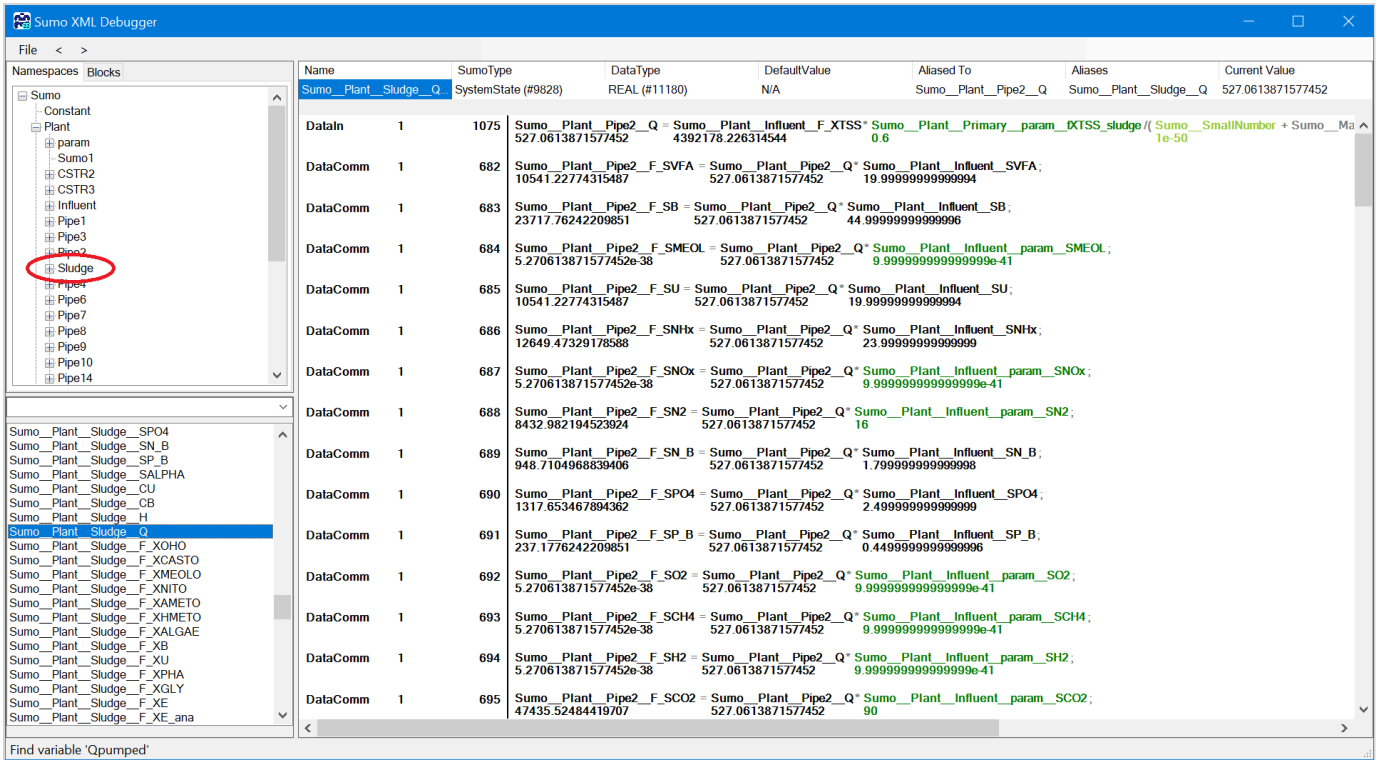 Sumo XML Debugger
File < >
Namespaces Blocks
Sumo
Constant
Plant
param
Sumo1
CSTR2
CSTR3
Influent
Pipe1
Pipe3
Pipe2
Sludge
Pipe4
Pipe6
Pipe7
Pipe8
Pipe9
Pipe10
Pipe14
Sumo__Plant__Sludge__SPO4
Sumo__Plant__Sludge__SN_B
Sumo__Plant__Sludge__SP_B
Sumo__Plant__Sludge__SALPHA
Sumo__Plant__Sludge__CU
Sumo__Plant__Sludge__CB
Sumo__Plant__Sludge__H
Sumo__Plant__Sludge__Q
Sumo__Plant__Sludge__F_XOHO
Sumo__Plant__Sludge__F_XCASTO
Sumo__Plant__Sludge__F_XMEOLO
Sumo__Plant__Sludge__F_XNITO
Sumo__Plant__Sludge__F_XAMETO
Sumo__Plant__Sludge__F_XHMETO
Sumo__Plant__Sludge__F_XALGAE
Sumo__Plant__Sludge__F_XB
Sumo__Plant__Sludge__F_XU
Sumo__Plant__Sludge__F_XPHA
Sumo__Plant__Sludge__F_XGLY
Sumo__Plant__Sludge__F_XE
Sumo__Plant__Sludge__F_XE_ana
Name SumoType DataType DefaultValue Aliased To Aliases Current Value
Sumo__Plant__Sludge__Q... SystemState (#9828) REAL (#11180) N/A Sumo__Plant__Pipe2__Q Sumo__Plant__Sludge__Q 527.0613871577452
DataIn 1 1075 Sumo__Plant__Pipe2__Q = Sumo__Plant__Influent__F_XTSS* Sumo__Plant__Primary__param__fXTSS_sludge /( Sumo__SmallNumber + Sumo__Ma
527.0613871577452 4392178.226314544 0.6 1e-50
DataComm 1 682 Sumo__Plant__Pipe2__F_SVFA = Sumo__Plant__Pipe2__Q* Sumo__Plant__Influent__SVFA;
10541.22774315487 527.0613871577452 19.99999999999994
DataComm 1 683 Sumo__Plant__Pipe2__F_SB = Sumo__Plant__Pipe2__Q* Sumo__Plant__Influent__SB;
23717.76242209851 527.0613871577452 44.99999999999996
DataComm 1 684 Sumo__Plant__Pipe2__F_SMEOL = Sumo__Plant__Pipe2__Q* Sumo__Plant__Influent__param__SMEOL;
5.270613871577452e-38 527.0613871577452 9.999999999999999e-41
DataComm 1 685 Sumo__Plant__Pipe2__F_SU = Sumo__Plant__Pipe2__Q* Sumo__Plant__Influent__SU;
10541.22774315487 527.0613871577452 19.99999999999994
DataComm 1 686 Sumo__Plant__Pipe2__F_SNHx = Sumo__Plant__Pipe2__Q* Sumo__Plant__Influent__SNHx;
12649.47329178588 527.0613871577452 23.99999999999999
DataComm 1 687 Sumo__Plant__Pipe2__F_SNOx = Sumo__Plant__Pipe2__Q* Sumo__Plant__Influent__param__SNOx;
5.270613871577452e-38 527.0613871577452 9.999999999999999e-41
DataComm 1 688 Sumo__Plant__Pipe2__F_SN2 = Sumo__Plant__Pipe2__Q* Sumo__Plant__Influent__param__SN2;
8432.982194523924 527.0613871577452 16
DataComm 1 689 Sumo__Plant__Pipe2__F_SN_B = Sumo__Plant__Pipe2__Q* Sumo__Plant__Influent__SN_B;
948.7104968839406 527.0613871577452 1.799999999999998
DataComm 1 690 Sumo__Plant__Pipe2__F_SPO4 = Sumo__Plant__Pipe2__Q* Sumo__Plant__Influent__SPO4;
1317.653467894362 527.0613871577452 2.499999999999999
DataComm 1 691 Sumo__Plant__Pipe2__F_SP_B = Sumo__Plant__Pipe2__Q* Sumo__Plant__Influent__SP_B;
237.1776242209851 527.0613871577452 0.4499999999999996
DataComm 1 692 Sumo__Plant__Pipe2__F_SO2 = Sumo__Plant__Pipe2__Q* Sumo__Plant__Influent__param__SO2;
5.270613871577452e-38 527.0613871577452 9.999999999999999e-41
DataComm 1 693 Sumo__Plant__Pipe2__F_SCH4 = Sumo__Plant__Pipe2__Q* Sumo__Plant__Influent__param__SCH4;
5.270613871577452e-38 527.0613871577452 9.999999999999999e-41
DataComm 1 694 Sumo__Plant__Pipe2__F_SH2 = Sumo__Plant__Pipe2__Q* Sumo__Plant__Influent__param__SH2;
5.270613871577452e-38 527.0613871577452 9.999999999999999e-41
DataComm 1 695 Sumo__Plant__Pipe2__F_SCO2 = Sumo__Plant__Pipe2__Q* Sumo__Plant__Influent__param__SCO2;
47435.52484419707 527.0613871577452 90
Find variable 'Qpumped'